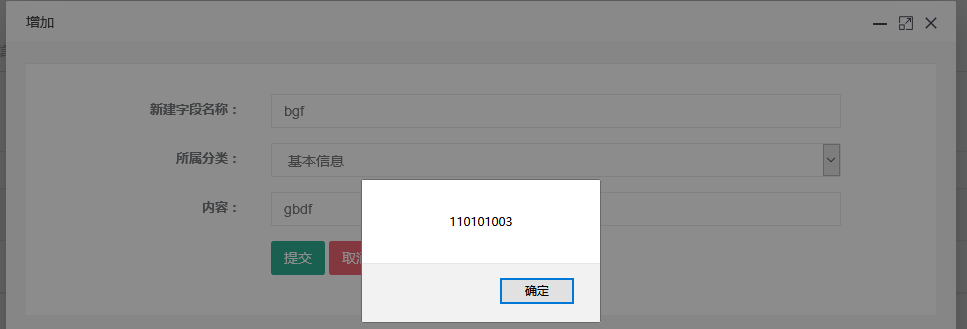 增加
新建字段名称：
bgf
所属分类：
基本信息
内容：
gbdf
110101003
提交
确定